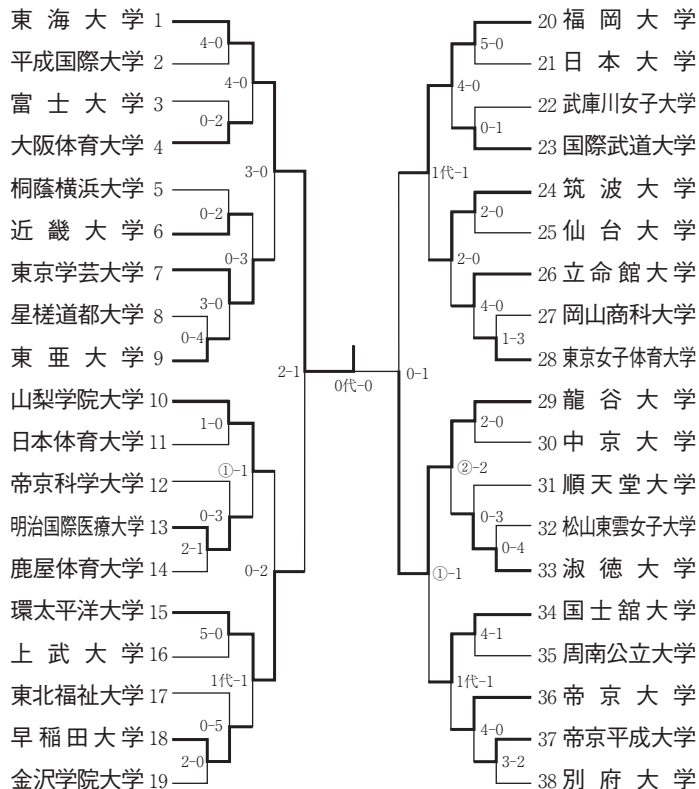 東海大学 1
4-0
平成国際大学 2
4-0
富士大学 3
0-2
大阪体育大学 4
3-0
桐蔭横浜大学 5
0-2
近畿大学 6
0-3
東京学芸大学 7
3-0
星槎道都大学 8
0-4
東亜大学 9
2-1
山梨学院大学 10
1-0
日本体育大学 11
①-1
帝京科学大学 12
0-3
明治国際医療大学 13
2-1
鹿屋体育大学 14
0-2
環太平洋大学 15
5-0
上武大学 16
1代-1
東北福祉大学 17
0-5
早稲田大学 18
2-0
金沢学院大学 19
0代-0
20 福岡大学
5-0
21 日本大学
4-0
22 武庫川女子大学
0-1
23 国際武道大学
1代-1
24 筑波大学
2-0
25 仙台大学
2-0
26 立命館大学
4-0
27 岡山商科大学
1-3
28 東京女子体育大学
0-1
29 龍谷大学
2-0
30 中京大学
②-2
31 順天堂大学
0-3
32 松山東雲女子大学
0-4
33 淑徳大学
①-1
34 国士舘大学
4-1
35 周南公立大学
1代-1
36 帝京大学
4-0
37 帝京平成大学
3-2
38 別府大学